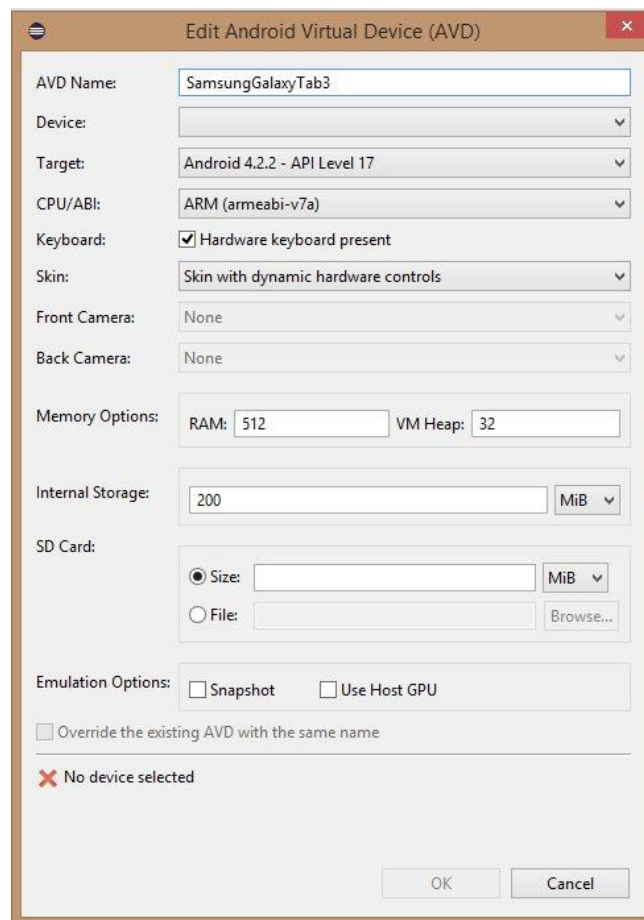 Edit Android Virtual Device (AVD)
AVD Name: SamsungGalaxyTab3
Device:
Target: Android 4.2.2 - API Level 17
CPU/ABI: ARM (armeabi-v7a)
Keyboard: Hardware keyboard present
Skin: Skin with dynamic hardware controls
Front Camera: None
Back Camera: None
Memory Options: RAM: 512 VM Heap: 32
Internal Storage: 200 MiB
SD Card:
Size: MiB
File: Browse...
Emulation Options: Snapshot Use Host GPU
Override the existing AVD with the same name
No device selected
OK Cancel